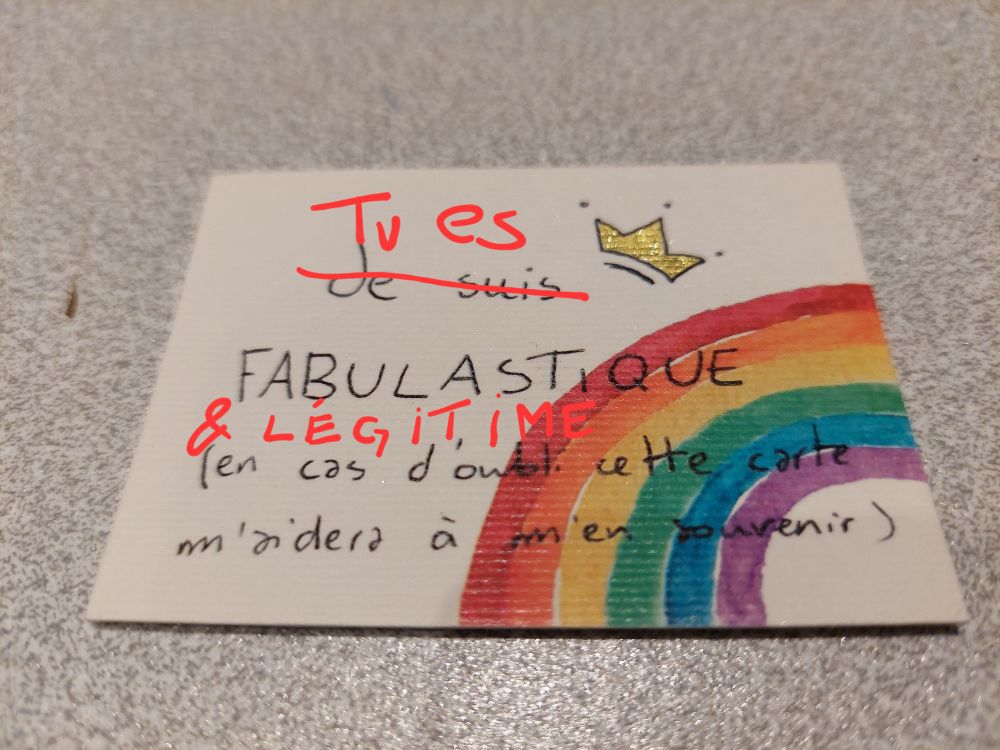 Tu es
Je suis
FABULASTIQUE
& LÉGITIME
(en cas d'oubli cette carte
m'aidera à m'en souvenir)